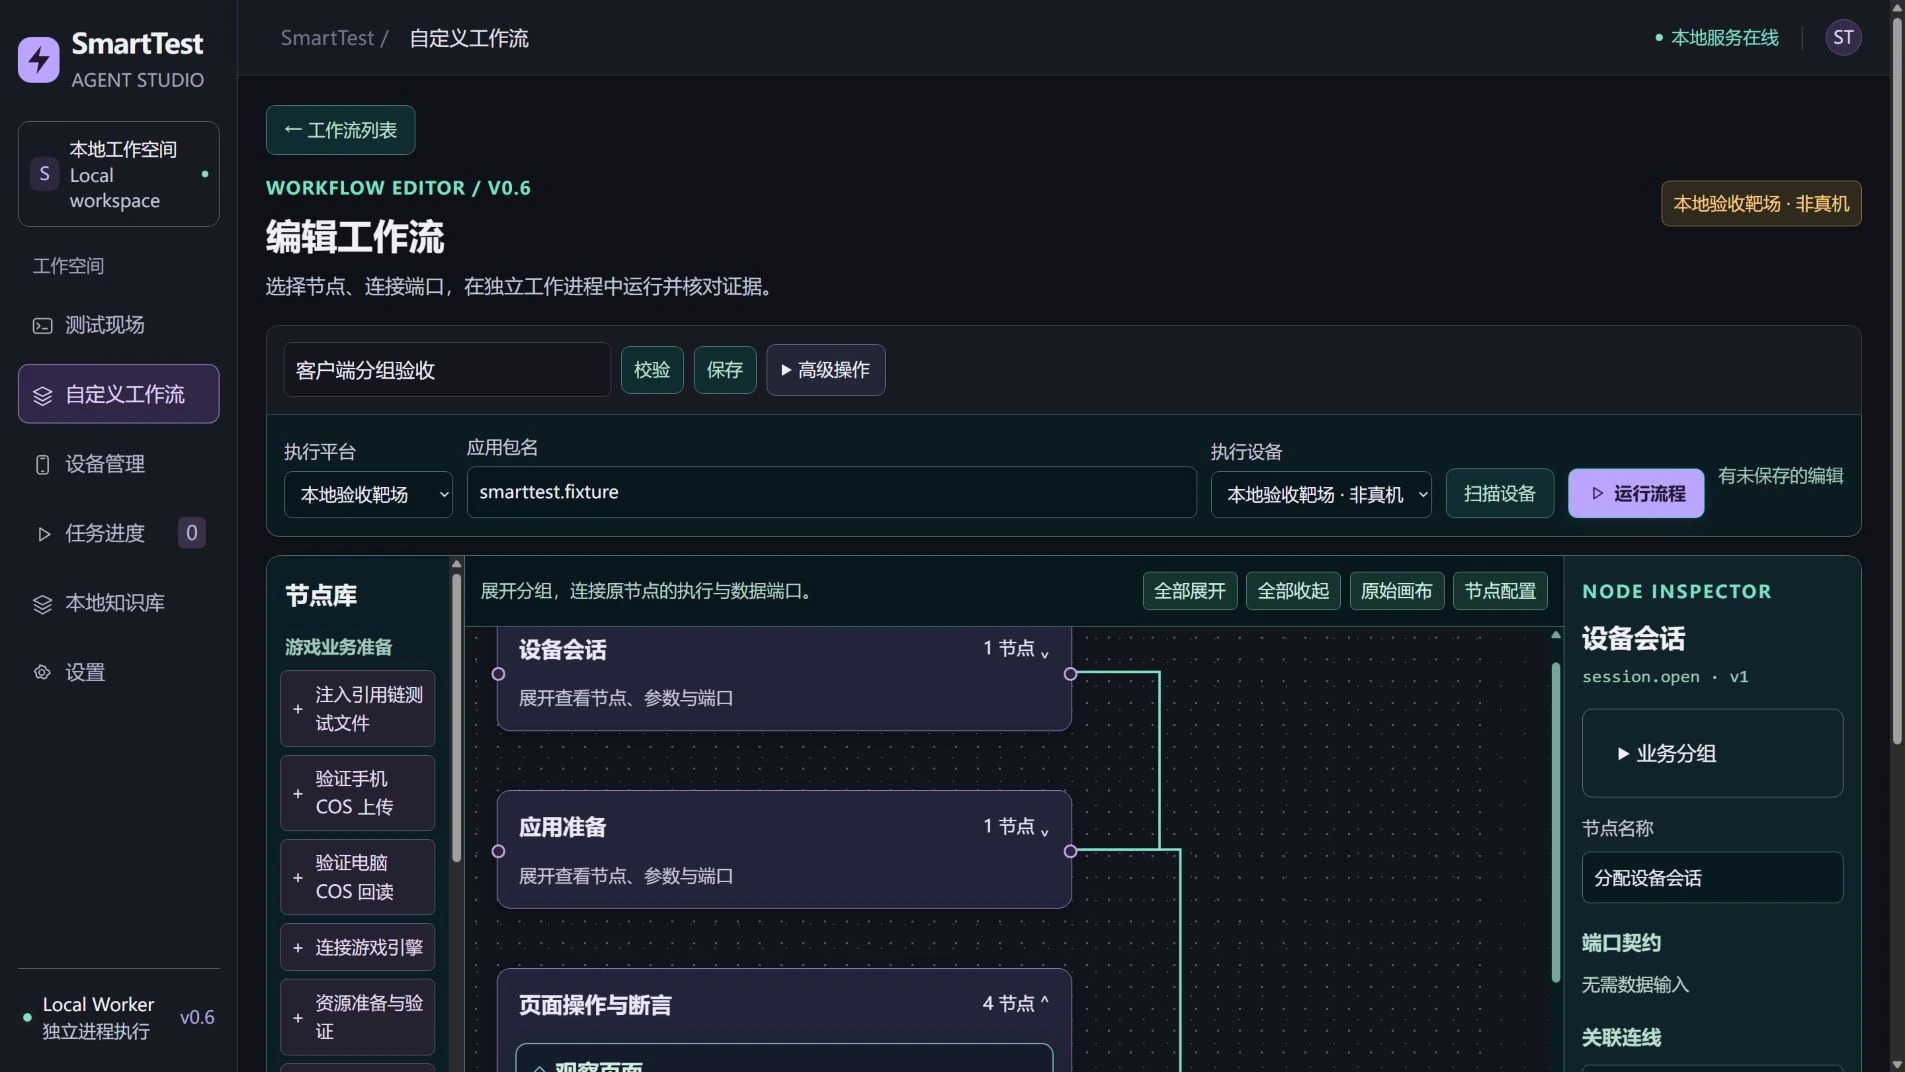 SmartTest
AGENT STUDIO
S
本地工作空间
Local
workspace
工作空间
测试现场
自定义工作流
设备管理
任务进度
0
本地知识库
设置
Local Worker
独立进程执行
v0.6
SmartTest /
自定义工作流
本地服务在线
ST
← 工作流列表
WORKFLOW EDITOR / V0.6
编辑工作流
选择节点、连接端口，在独立工作进程中运行并核对证据。
本地验收靶场 · 非真机
客户端分组验收
校验
保存
▶ 高级操作
执行平台
本地验收靶场
应用包名
smarttest.fixture
执行设备
本地验收靶场 · 非真机
扫描设备
运行流程
有未保存的编辑
节点库
游戏业务准备
+ 注入引用链测
试文件
+ 验证手机
COS 上传
+ 验证电脑
COS 回读
+ 连接游戏引擎
+ 资源准备与验
证
展开分组，连接原节点的执行与数据端口。
全部展开
全部收起
原始画布
节点配置
设备会话
1 节点
展开查看节点、参数与端口
应用准备
1 节点
展开查看节点、参数与端口
页面操作与断言
4 节点
观察页面
NODE INSPECTOR
设备会话
session.open · v1
▶ 业务分组
节点名称
分配设备会话
端口契约
无需数据输入
关联连线